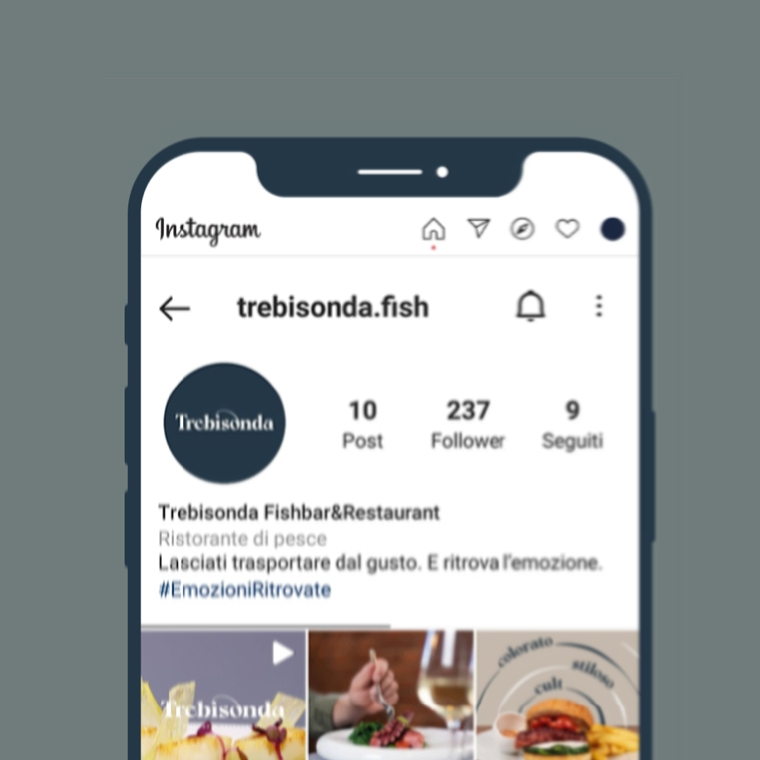 Instagram
trebisonda.fish
Trebisonda
10 237 9
Post Follower Seguiti
Trebisonda Fishbar&Restaurant
Ristorante di pesce
Lasciati trasportare dal gusto. E ritrova l'emozione.
#EmozioniRitrovate
Trebisonda
colorato
stiloso
cult